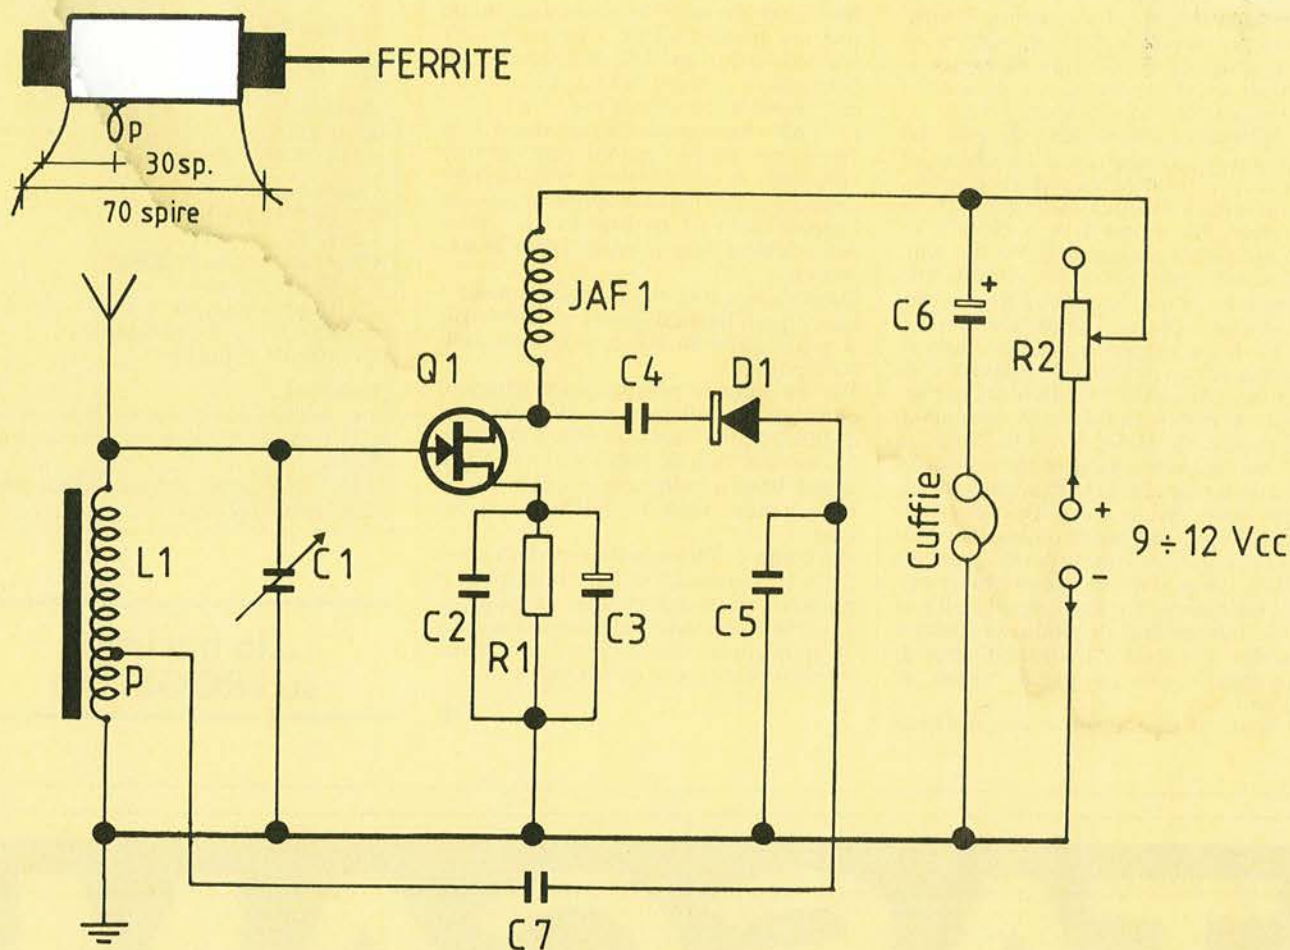 FERRITE
p
30sp.
70 spire
JAF 1
Q1
C4
D1
C6
+
R2
L1
C1
C2
R1
C3
C5
Cuffie
+
9 ÷ 12 Vcc
-
p
C7